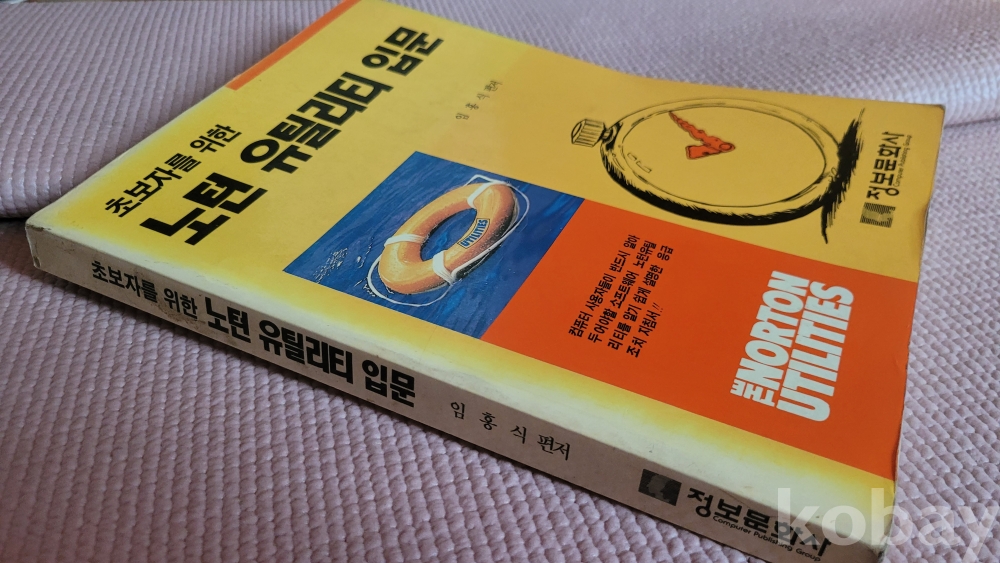 초보자를 위한
노턴 유틸리티 입문
임 홍 식 편저
UTILITIES
컴퓨터 사용자들이 반드시 알아
두어야할 소프트웨어 노턴유틸
리티를 알기 쉽게 설명한 응급
조치 지침서!!
THE NORTON
UTILITIES
정보문화사
Computer Publishing Group
초보자를 위한 노턴 유틸리티 입문
임 홍 식 편저
정보문화사
Computer Publishing Group
kobay